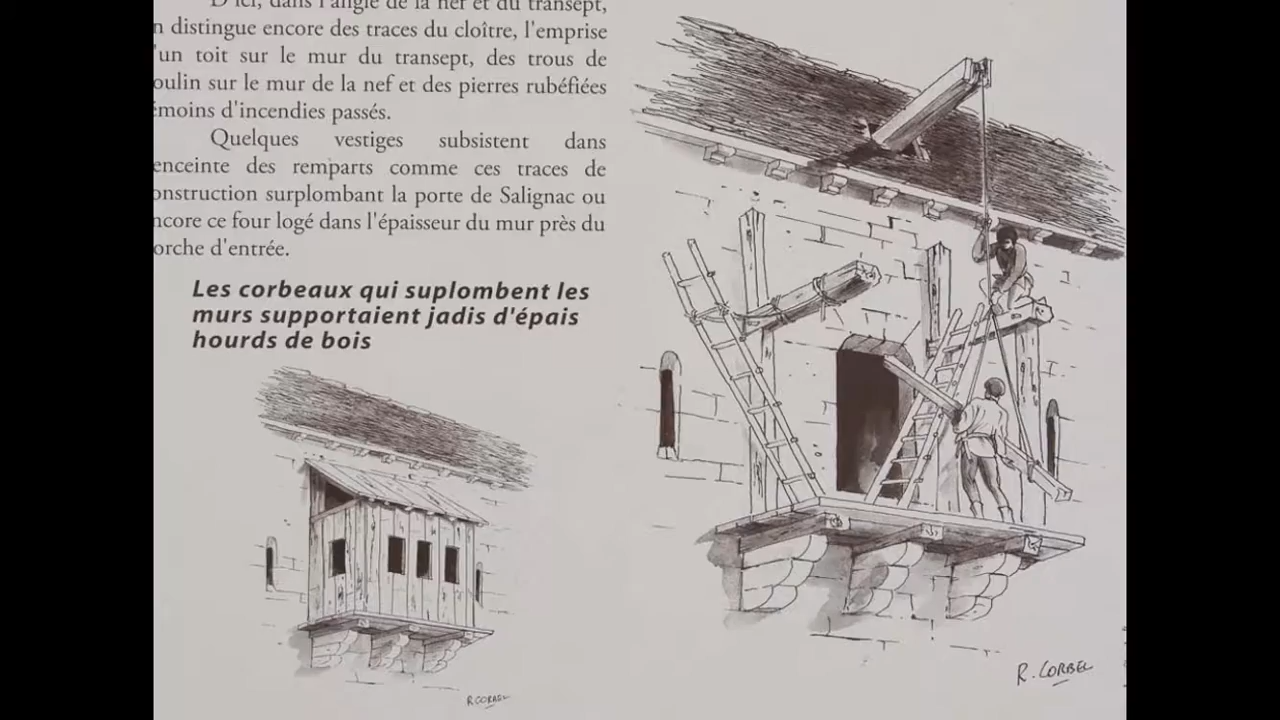 D'ici, dans l'angle de la nef et du transept,
n distingue encore des traces du cloître, l'emprise
'un toit sur le mur du transept, des trous de
oulin sur le mur de la nef et des pierres rubéfiées
émoins d'incendies passés.
Quelques vestiges subsistent dans
enceinte des remparts comme ces traces de
onstruction surplombant la porte de Salignac ou
ncore ce four logé dans l'épaisseur du mur près du
orche d'entrée.
Les corbeaux qui suplombent les
murs supportaient jadis d'épais
hourds de bois
R. CORBEL
R. CORBEL